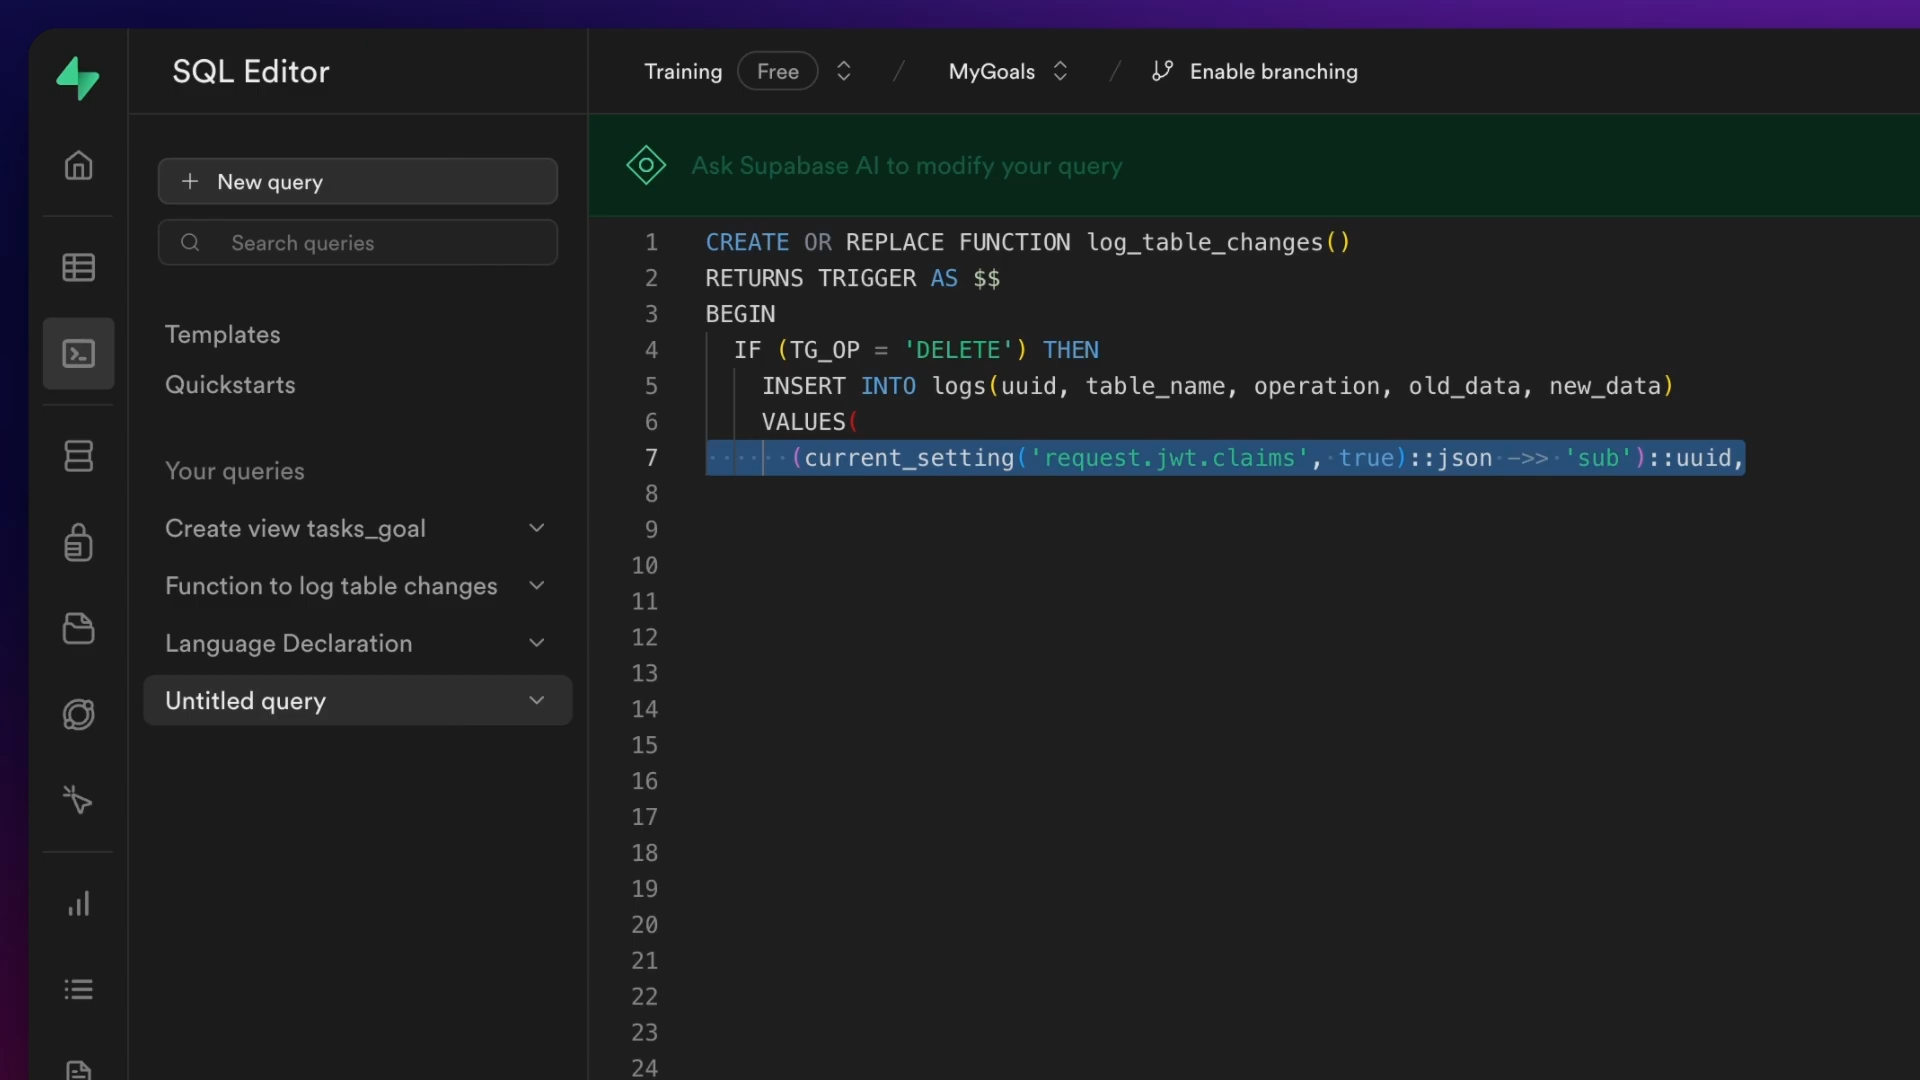 SQL Editor
Training Free / MyGoals / Enable branching
+ New query
Search queries
Templates
Quickstarts
Your queries
Create view tasks_goal
Function to log table changes
Language Declaration
Untitled query
Ask Supabase AI to modify your query
1 CREATE OR REPLACE FUNCTION log_table_changes()
2 RETURNS TRIGGER AS $$
3 BEGIN
4 IF (TG_OP = 'DELETE') THEN
5 INSERT INTO logs(uuid, table_name, operation, old_data, new_data)
6 VALUES(
7 (current_setting('request.jwt.claims', true)::json ->> 'sub')::uuid,
8
9
10
11
12
13
14
15
16
17
18
19
20
21
22
23
24